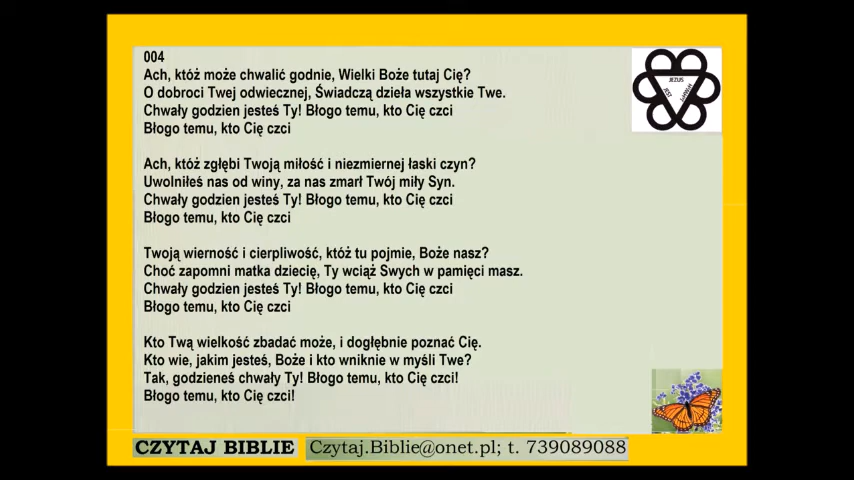 004
Ach, któż może chwalić godnie, Wielki Boże tutaj Cię?
O dobroci Twej odwiecznej, Świadczą dzieła wszystkie Twe.
Chwały godzien jesteś Ty! Błogo temu, kto Cię czci
Błogo temu, kto Cię czci
Ach, któż zgłębi Twoją miłość i niezmiernej łaski czyn?
Uwolniłeś nas od winy, za nas zmarł Twój miły Syn.
Chwały godzien jesteś Ty! Błogo temu, kto Cię czci
Błogo temu, kto Cię czci
Twoją wierność i cierpliwość, któż tu pojmie, Boże nasz?
Choć zapomni matka dziecię, Ty wciąż Swych w pamięci masz.
Chwały godzien jesteś Ty! Błogo temu, kto Cię czci
Błogo temu, kto Cię czci
Kto Twą wielkość zbadać może, i dogłębnie poznać Cię.
Kto wie, jakim jesteś, Boże i kto wniknie w myśli Twe?
Tak, godzieneś chwały Ty! Błogo temu, kto Cię czci!
Błogo temu, kto Cię czci!
JEZUS
JEST
CZYTAJ BIBLIE
Czytaj.Biblie@onet.pl; t. 739089088